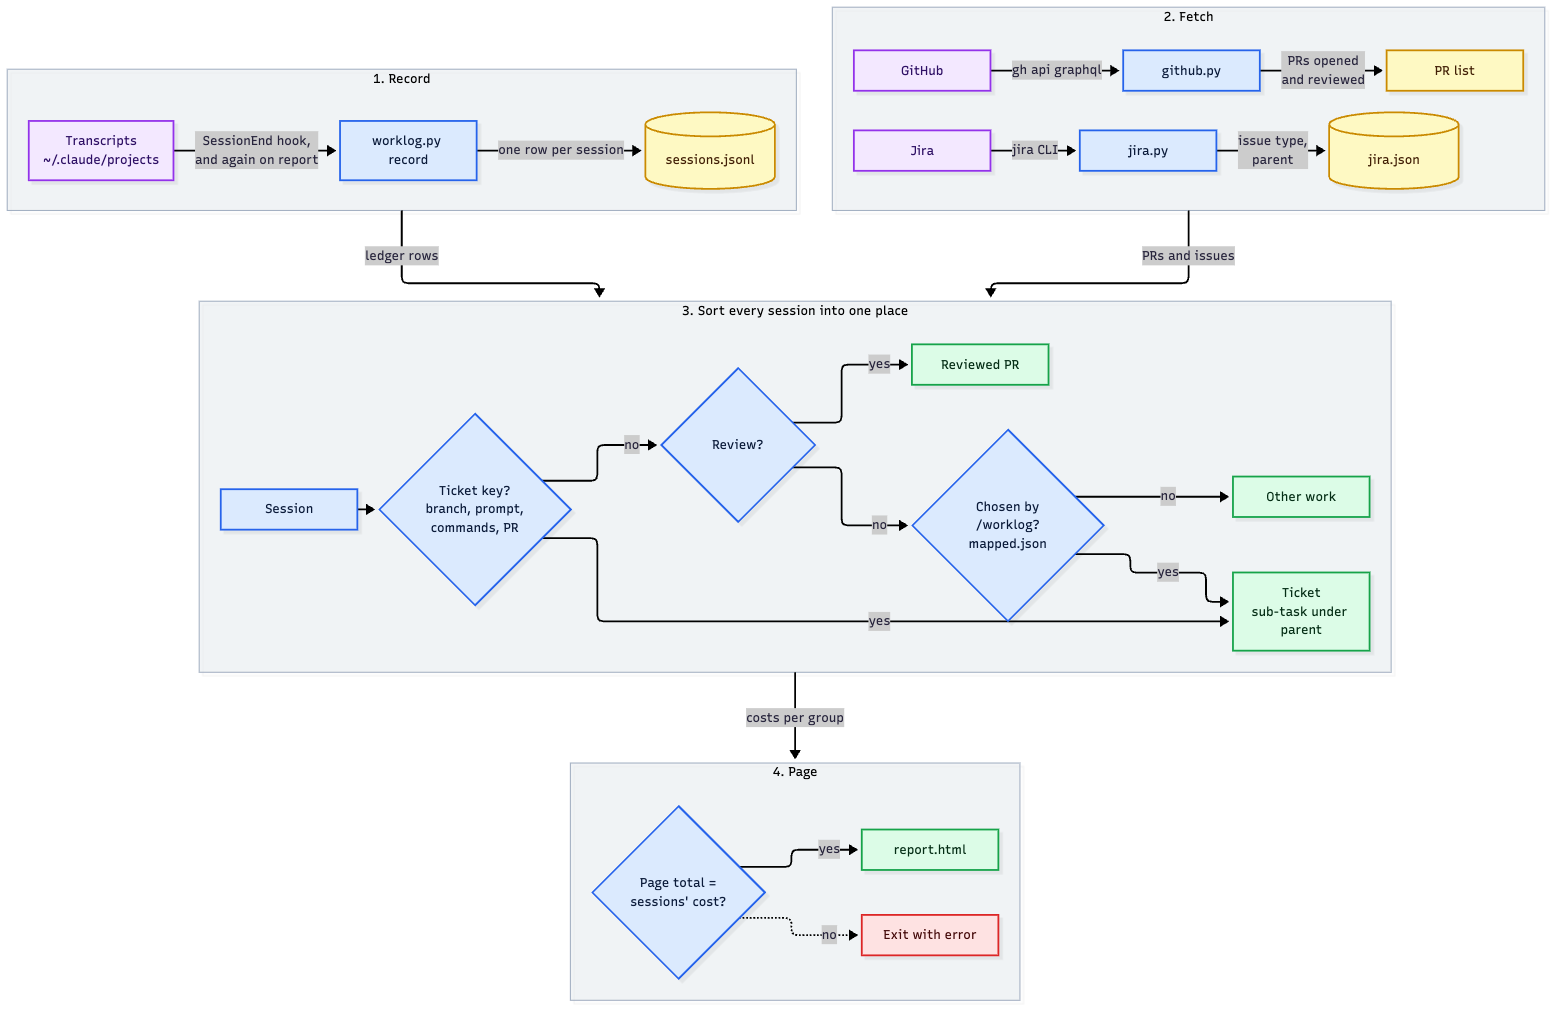 1. Record
Transcripts
~/.claude/projects
SessionEnd hook,
and again on report
worklog.py
record
one row per session
sessions.jsonl
2. Fetch
GitHub
gh api graphql
github.py
PRs opened
and reviewed
PR list
Jira
jira CLI
jira.py
issue type,
parent
jira.json
ledger rows
PRs and issues
3. Sort every session into one place
Session
Ticket key?
branch, prompt,
commands, PR
no
Review?
yes
Reviewed PR
no
Chosen by
/worklog?
mapped.json
no
Other work
yes
Ticket
sub-task under
parent
yes
costs per group
4. Page
Page total =
sessions' cost?
yes
report.html
no
Exit with error